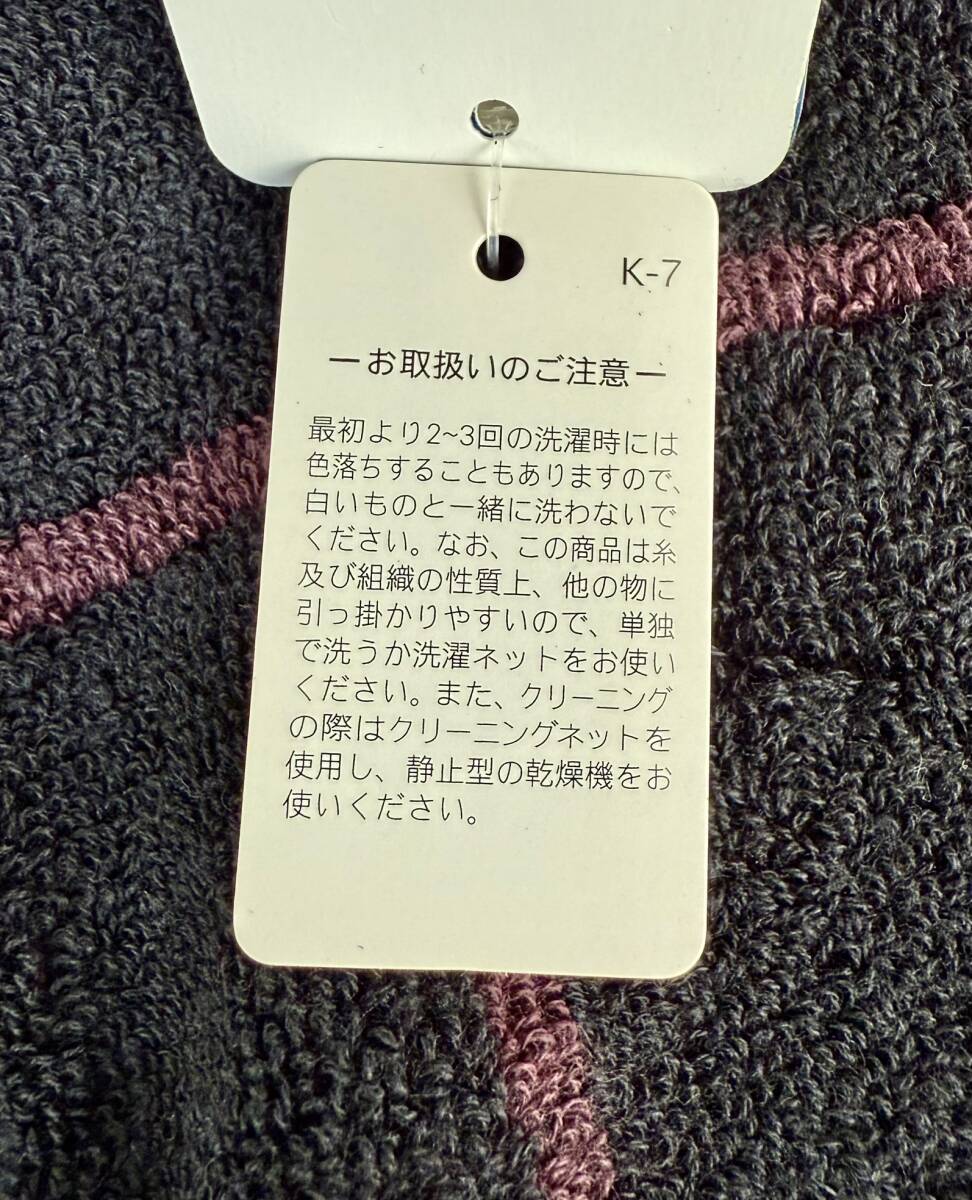 K-7
ーお取扱いのご注意ー
最初より2~3回の洗濯時には
色落ちすることもありますので、
白いものと一緒に洗わないで
ください。なお、この商品は糸
及び組織の性質上、他の物に
引っ掛かりやすいので、単独
で洗うか洗濯ネットをお使い
ください。また、クリーニング
の際はクリーニングネットを
使用し、静止型の乾燥機をお
使いください。